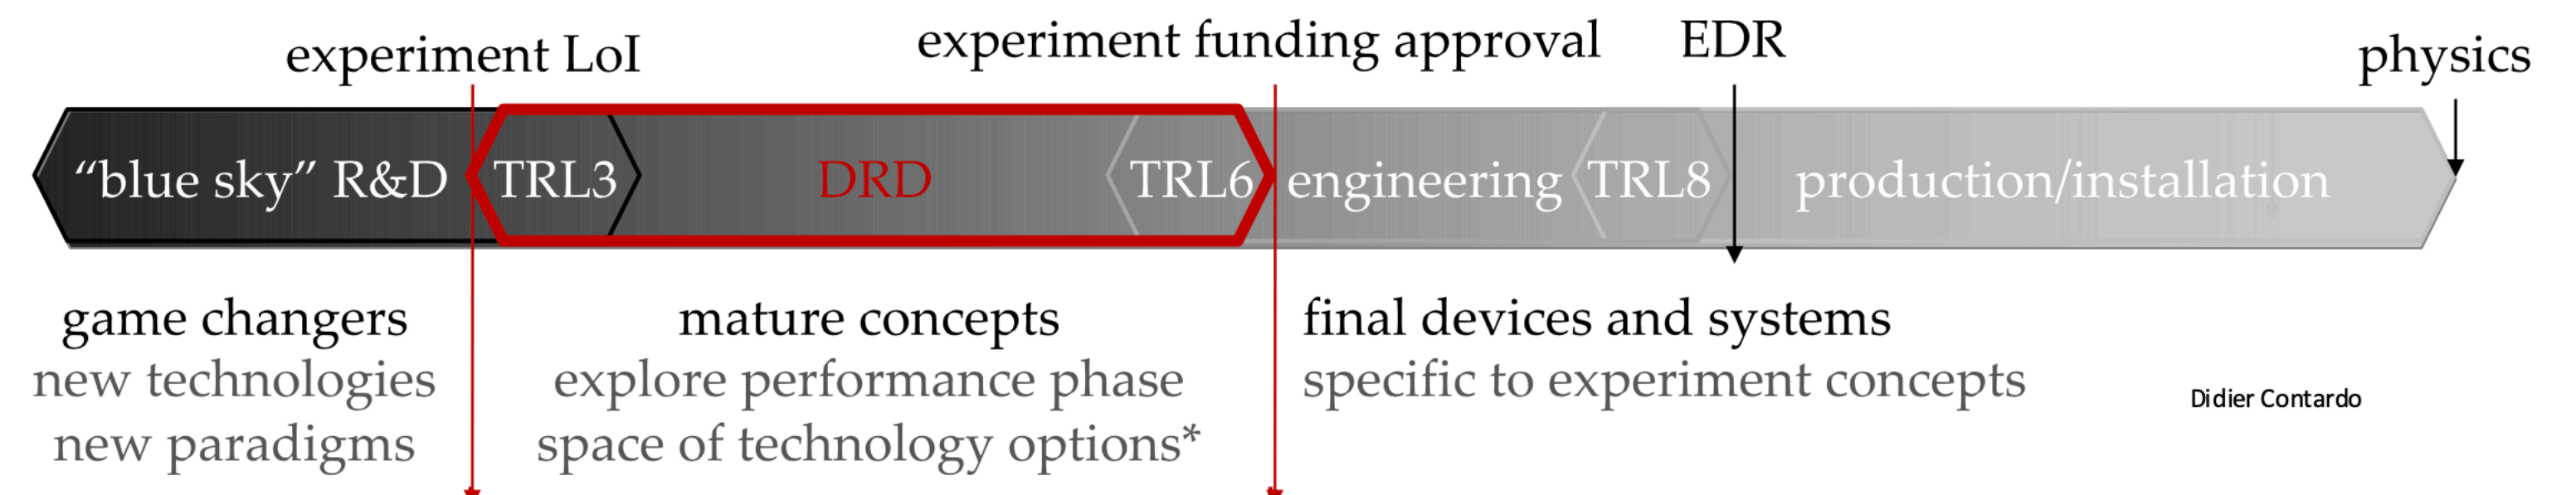 experiment LoI
experiment funding approval
EDR
physics
“blue sky” R&D
TRL3
DRD
TRL6
engineering
TRL8
production/installation
game changers
new technologies
new paradigms
mature concepts
explore performance phase
space of technology options*
final devices and systems
specific to experiment concepts
Didier Contardo